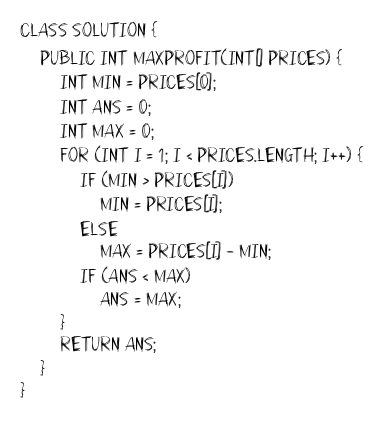 CLASS SOLUTION {
PUBLIC INT MAXPROFIT(INT[] PRICES) {
INT MIN = PRICES[0];
INT ANS = 0;
INT MAX = 0;
FOR (INT I = 1; I < PRICES.LENGTH; I++) {
IF (MIN > PRICES[I])
MIN = PRICES[I];
ELSE
MAX = PRICES[I] - MIN;
IF (ANS < MAX)
ANS = MAX;
}
RETURN ANS;
}
}